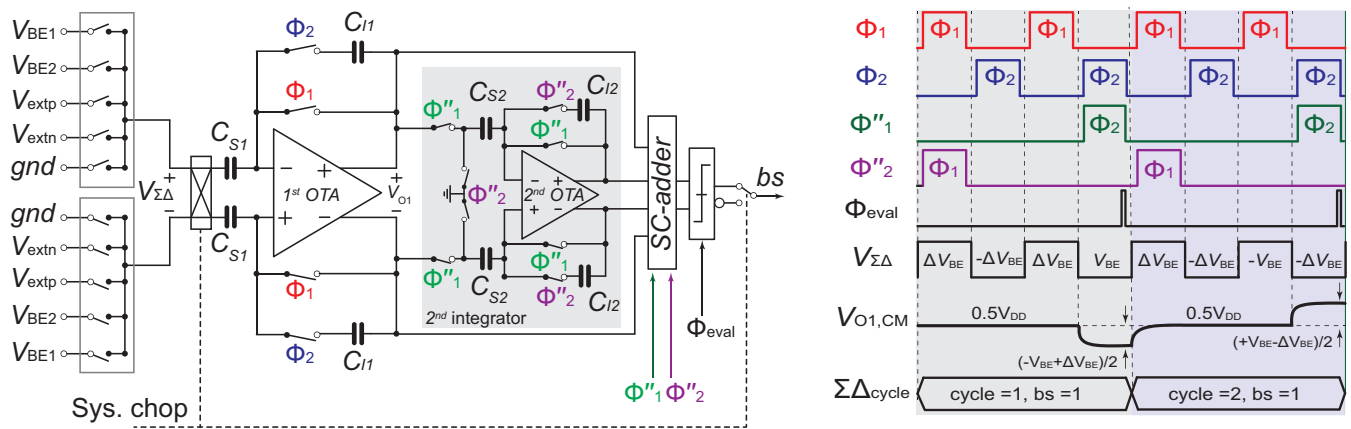 V_BE1
V_BE2
V_extp
V_extn
gnd
gnd
V_extn
V_extp
V_BE2
V_BE1
+
V_ΣΔ
−
C_S1
C_S1
Φ2
C_I1
Φ1
−
1st OTA
+
+
V_O1
−
Φ1
Φ2
C_I1
Φ"1
C_S2
Φ"2
C_I2
Φ"1
Φ"2
−
2nd OTA
+
+
−
Φ"1
C_S2
Φ"1
Φ"2
C_I2
2nd integrator
SC-adder
Φ"1 Φ"2
Φeval
bs
Sys. chop
Φ1 Φ1 Φ1 Φ1 Φ1
Φ2 Φ2 Φ2 Φ2 Φ2
Φ"1 Φ2 Φ2
Φ"2 Φ1 Φ1
Φeval
V_ΣΔ ΔV_BE -ΔV_BE ΔV_BE V_BE ΔV_BE -ΔV_BE -V_BE -ΔV_BE
V_O1,CM 0.5V_DD 0.5V_DD
(-V_BE+ΔV_BE)/2 (+V_BE-ΔV_BE)/2
ΣΔcycle cycle =1, bs =1 cycle =2, bs =1